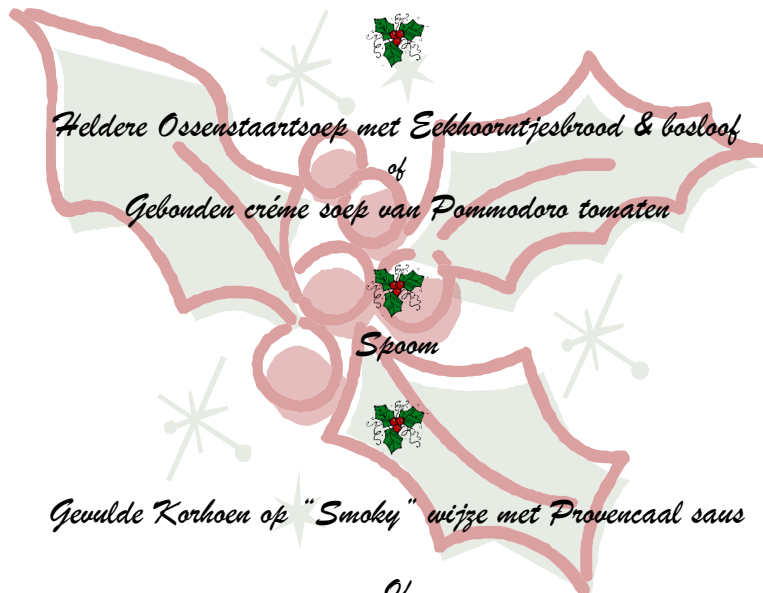 Heldere Ossenstaartsoep met Eekhoorntjesbrood & bosloof
of
Gebonden créme soep van Pommodoro tomaten
Spoom
Gevulde Korhoen op “Smoky” wijze met Provencaal saus
Of